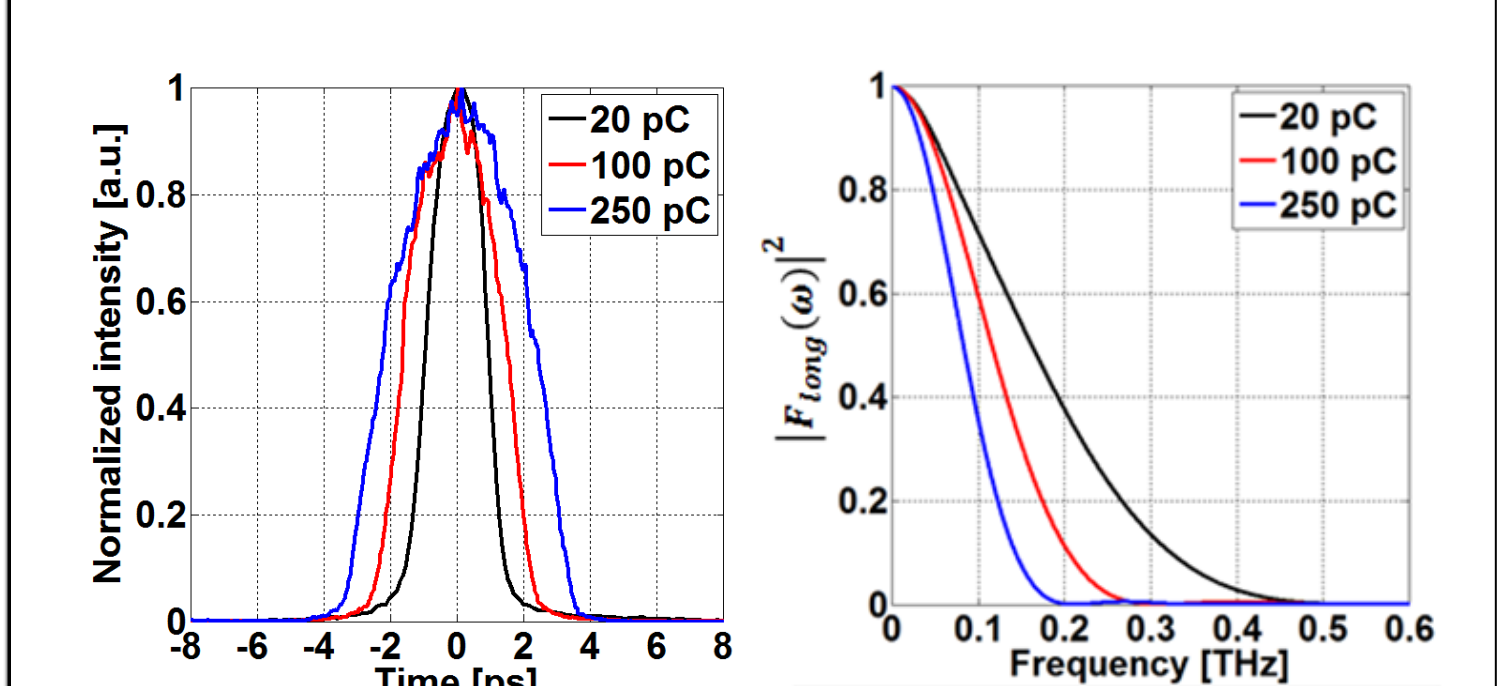 Normalized intensity [a.u.]
1
0.8
0.6
0.4
0.2
0
-8 -6 -4 -2 0 2 4 6 8
Time [ps]
20 pC
100 pC
250 pC
|F_long(ω)|²
1
0.8
0.6
0.4
0.2
0
0 0.1 0.2 0.3 0.4 0.5 0.6
Frequency [THz]
20 pC
100 pC
250 pC